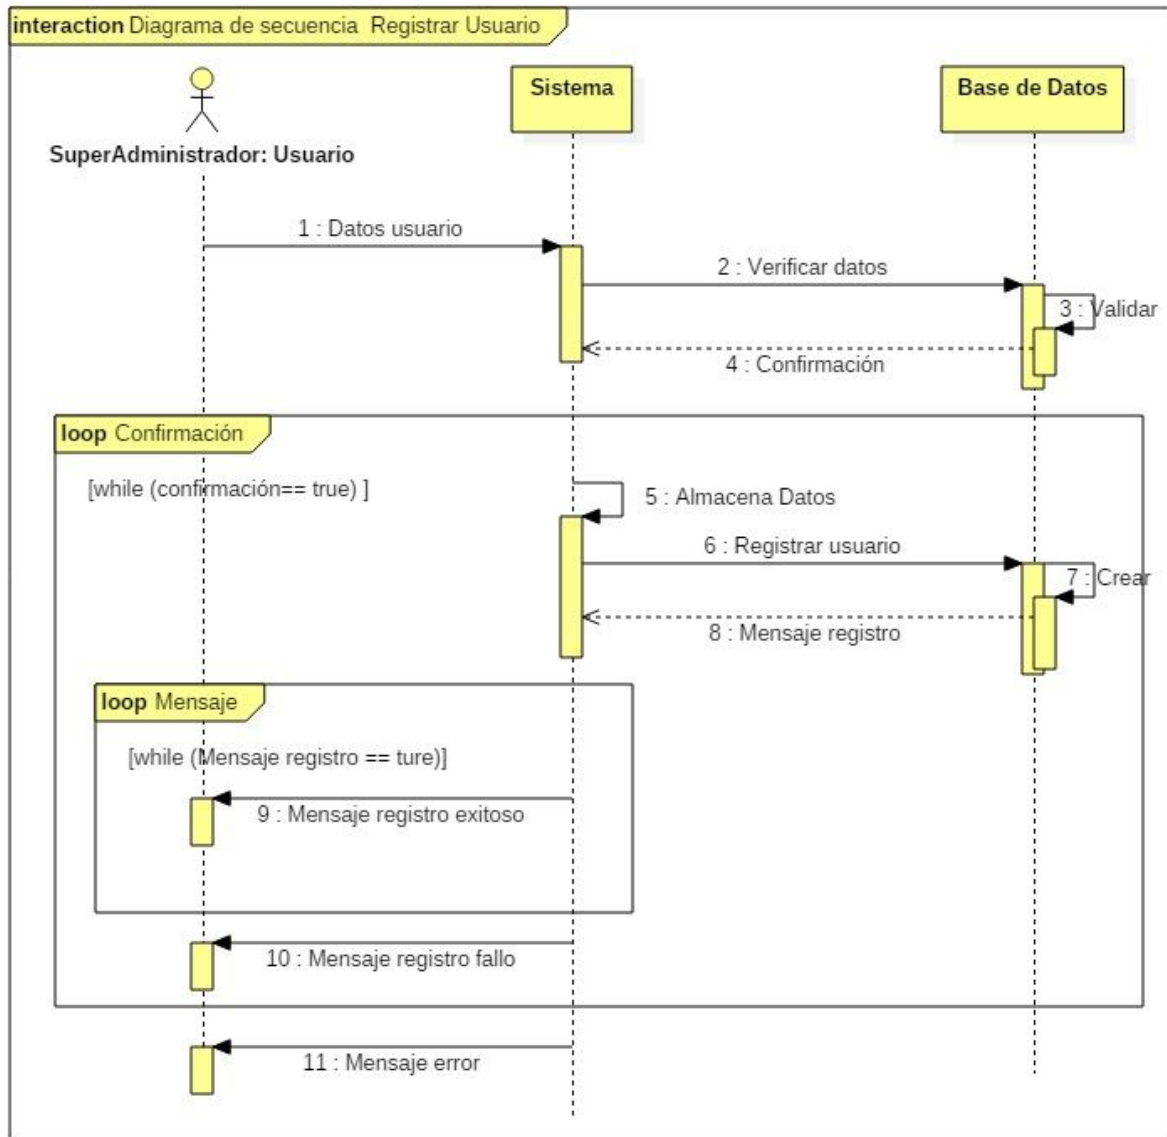 interaction Diagrama de secuencia Registrar Usuario
Sistema
Base de Datos
SuperAdministrador: Usuario
1 : Datos usuario
2 : Verificar datos
3 : Validar
4 : Confirmación
loop Confirmación
[while (confirmación== true) ]
5 : Almacena Datos
6 : Registrar usuario
7 : Crear
8 : Mensaje registro
loop Mensaje
[while (Mensaje registro == ture)]
9 : Mensaje registro exitoso
10 : Mensaje registro fallo
11 : Mensaje error